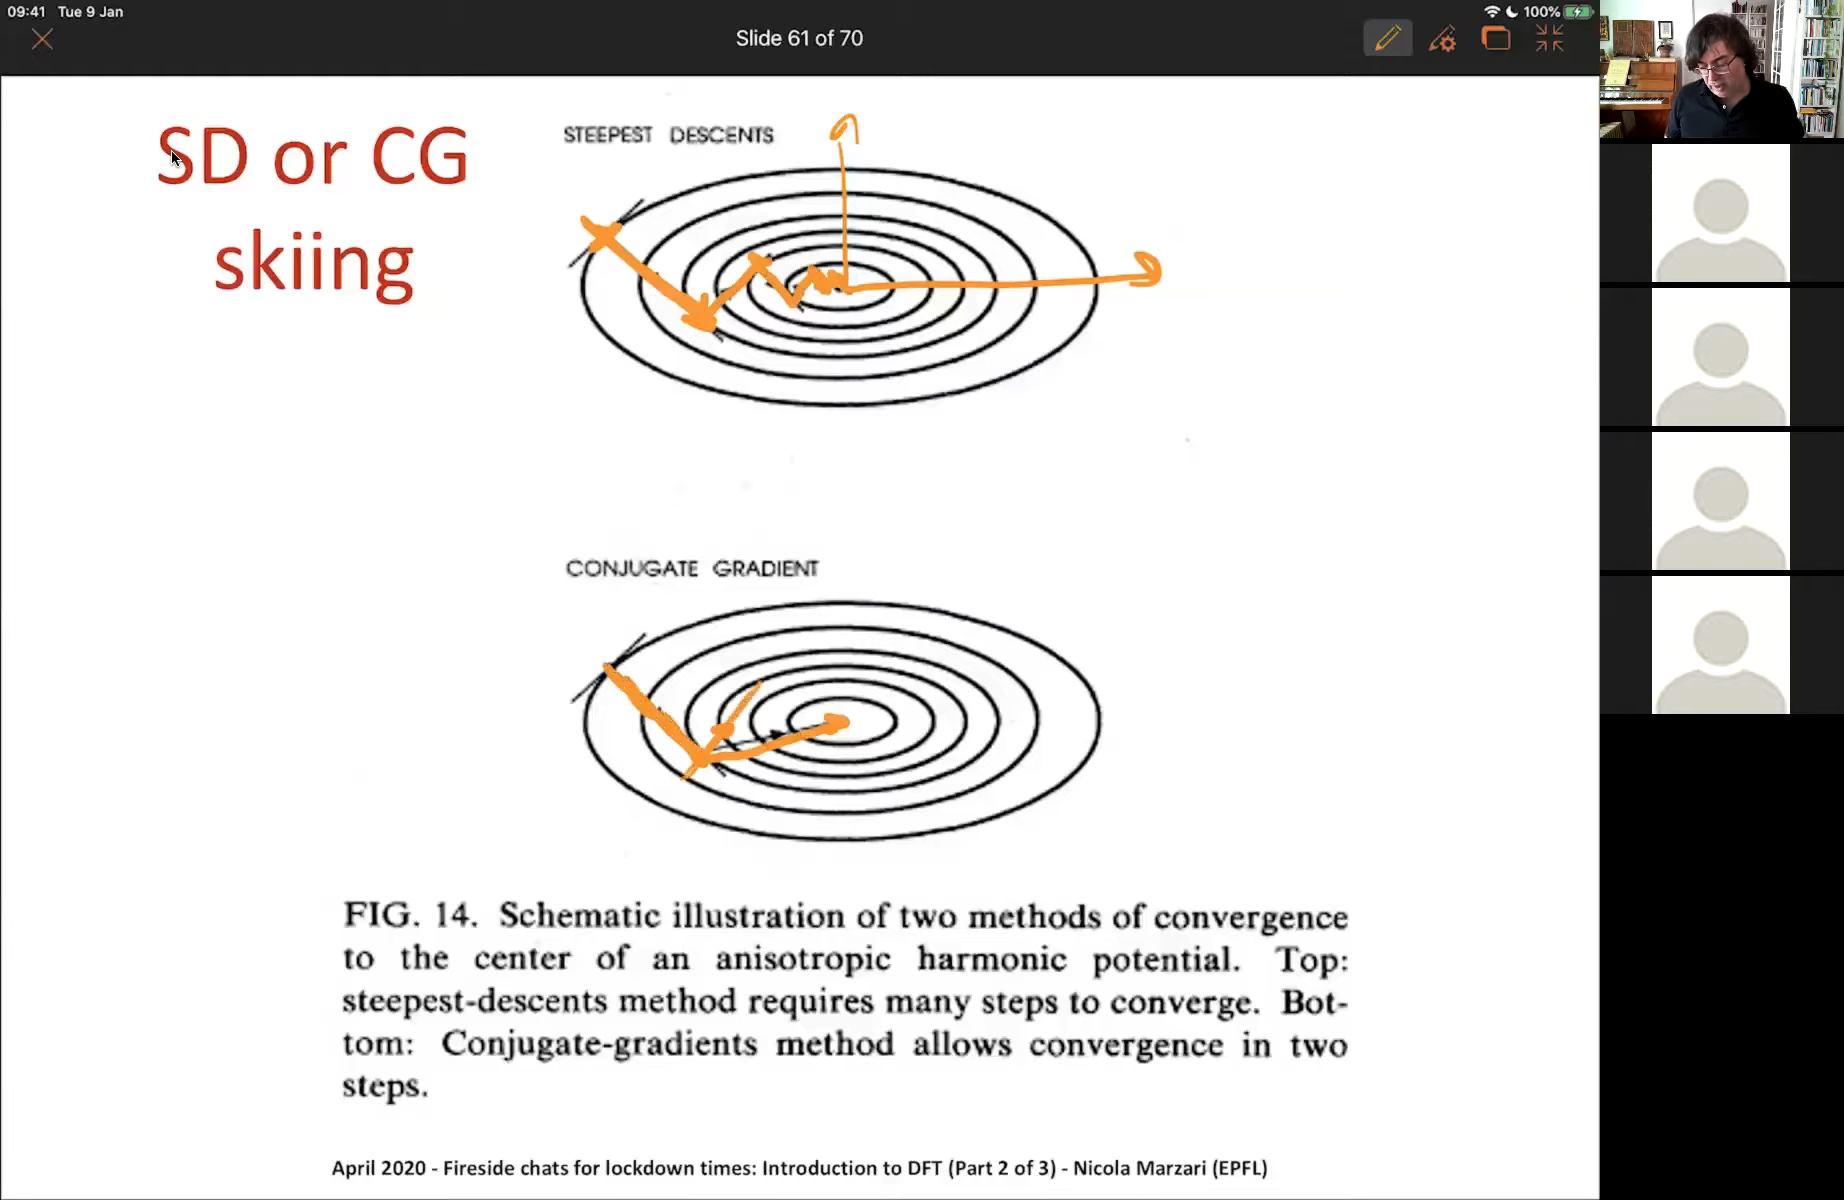 09:41 Tue 9 Jan
100%
Slide 61 of 70
SD or CG
skiing
STEEPEST DESCENTS
CONJUGATE GRADIENT
FIG. 14. Schematic illustration of two methods of convergence
to the center of an anisotropic harmonic potential. Top:
steepest-descents method requires many steps to converge. Bot-
tom: Conjugate-gradients method allows convergence in two
steps.
April 2020 - Fireside chats for lockdown times: Introduction to DFT (Part 2 of 3) - Nicola Marzari (EPFL)